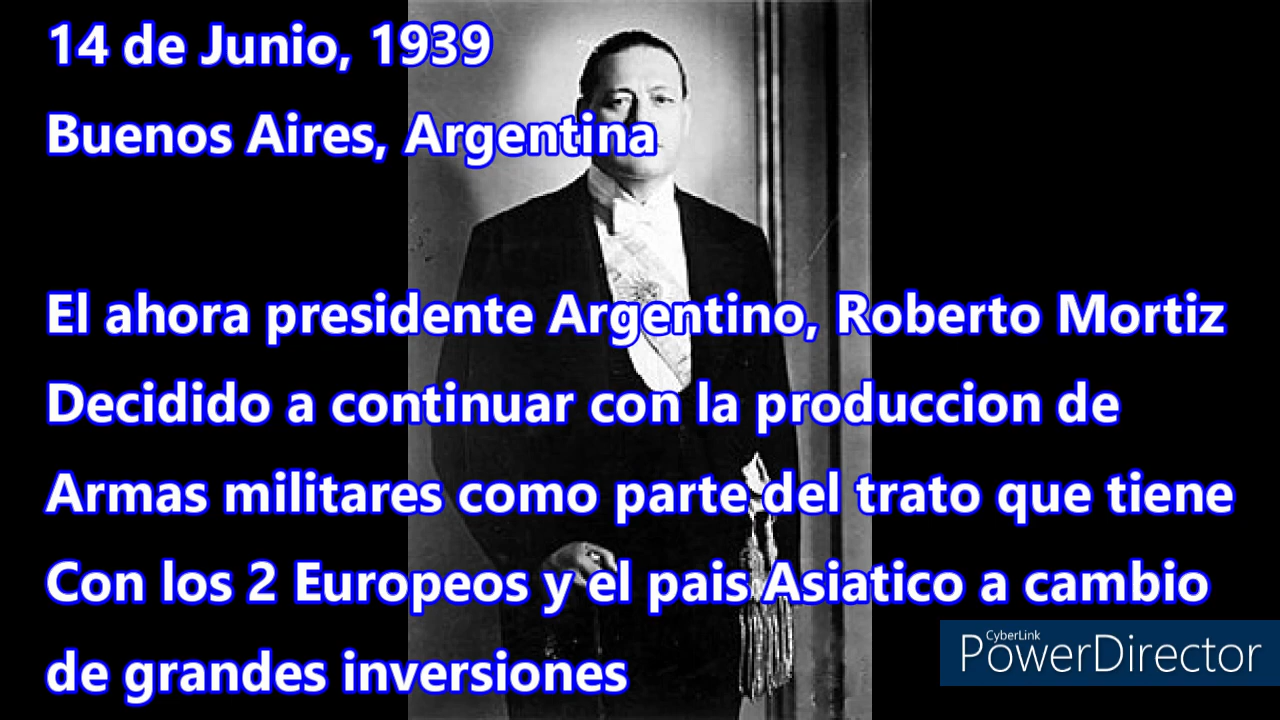 14 de Junio, 1939
Buenos Aires, Argentina
El ahora presidente Argentino, Roberto Mortiz
Decidido a continuar con la produccion de
Armas militares como parte del trato que tiene
Con los 2 Europeos y el pais Asiatico a cambio
de grandes inversiones
CyberLink
PowerDirector